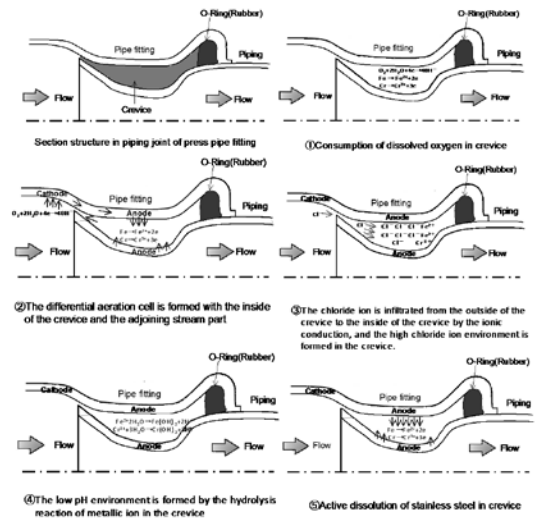 O-Ring(Rubber)
Pipe fitting
Piping
Flow
Flow
Crevice
Section structure in piping joint of press pipe fitting
O-Ring(Rubber)
Pipe fitting
Piping
Flow
Flow
①Consumption of dissolved oxygen in crevice
O-Ring(Rubber)
Cathode
Pipe fitting
Piping
Anode
Anode
Flow
Flow
②The differential aeration cell is formed with the inside
of the crevice and the adjoining stream part
O-Ring(Rubber)
Cathode
Pipe fitting
Piping
Cl⁻
Anode
Anode
Flow
Flow
③The chloride ion is infiltrated from the outside of the
crevice to the inside of the crevice by the ionic
conduction, and the high chloride ion environment is
formed in the crevice.
O-Ring(Rubber)
Cathode
Pipe fitting
Piping
Anode
Anode
Flow
Flow
④The low pH environment is formed by the hydrolysis
reaction of metallic ion in the crevice
O-Ring(Rubber)
Cathode
Pipe fitting
Piping
Anode
Anode
Flow
Flow
⑤Active dissolution of stainless steel in crevice